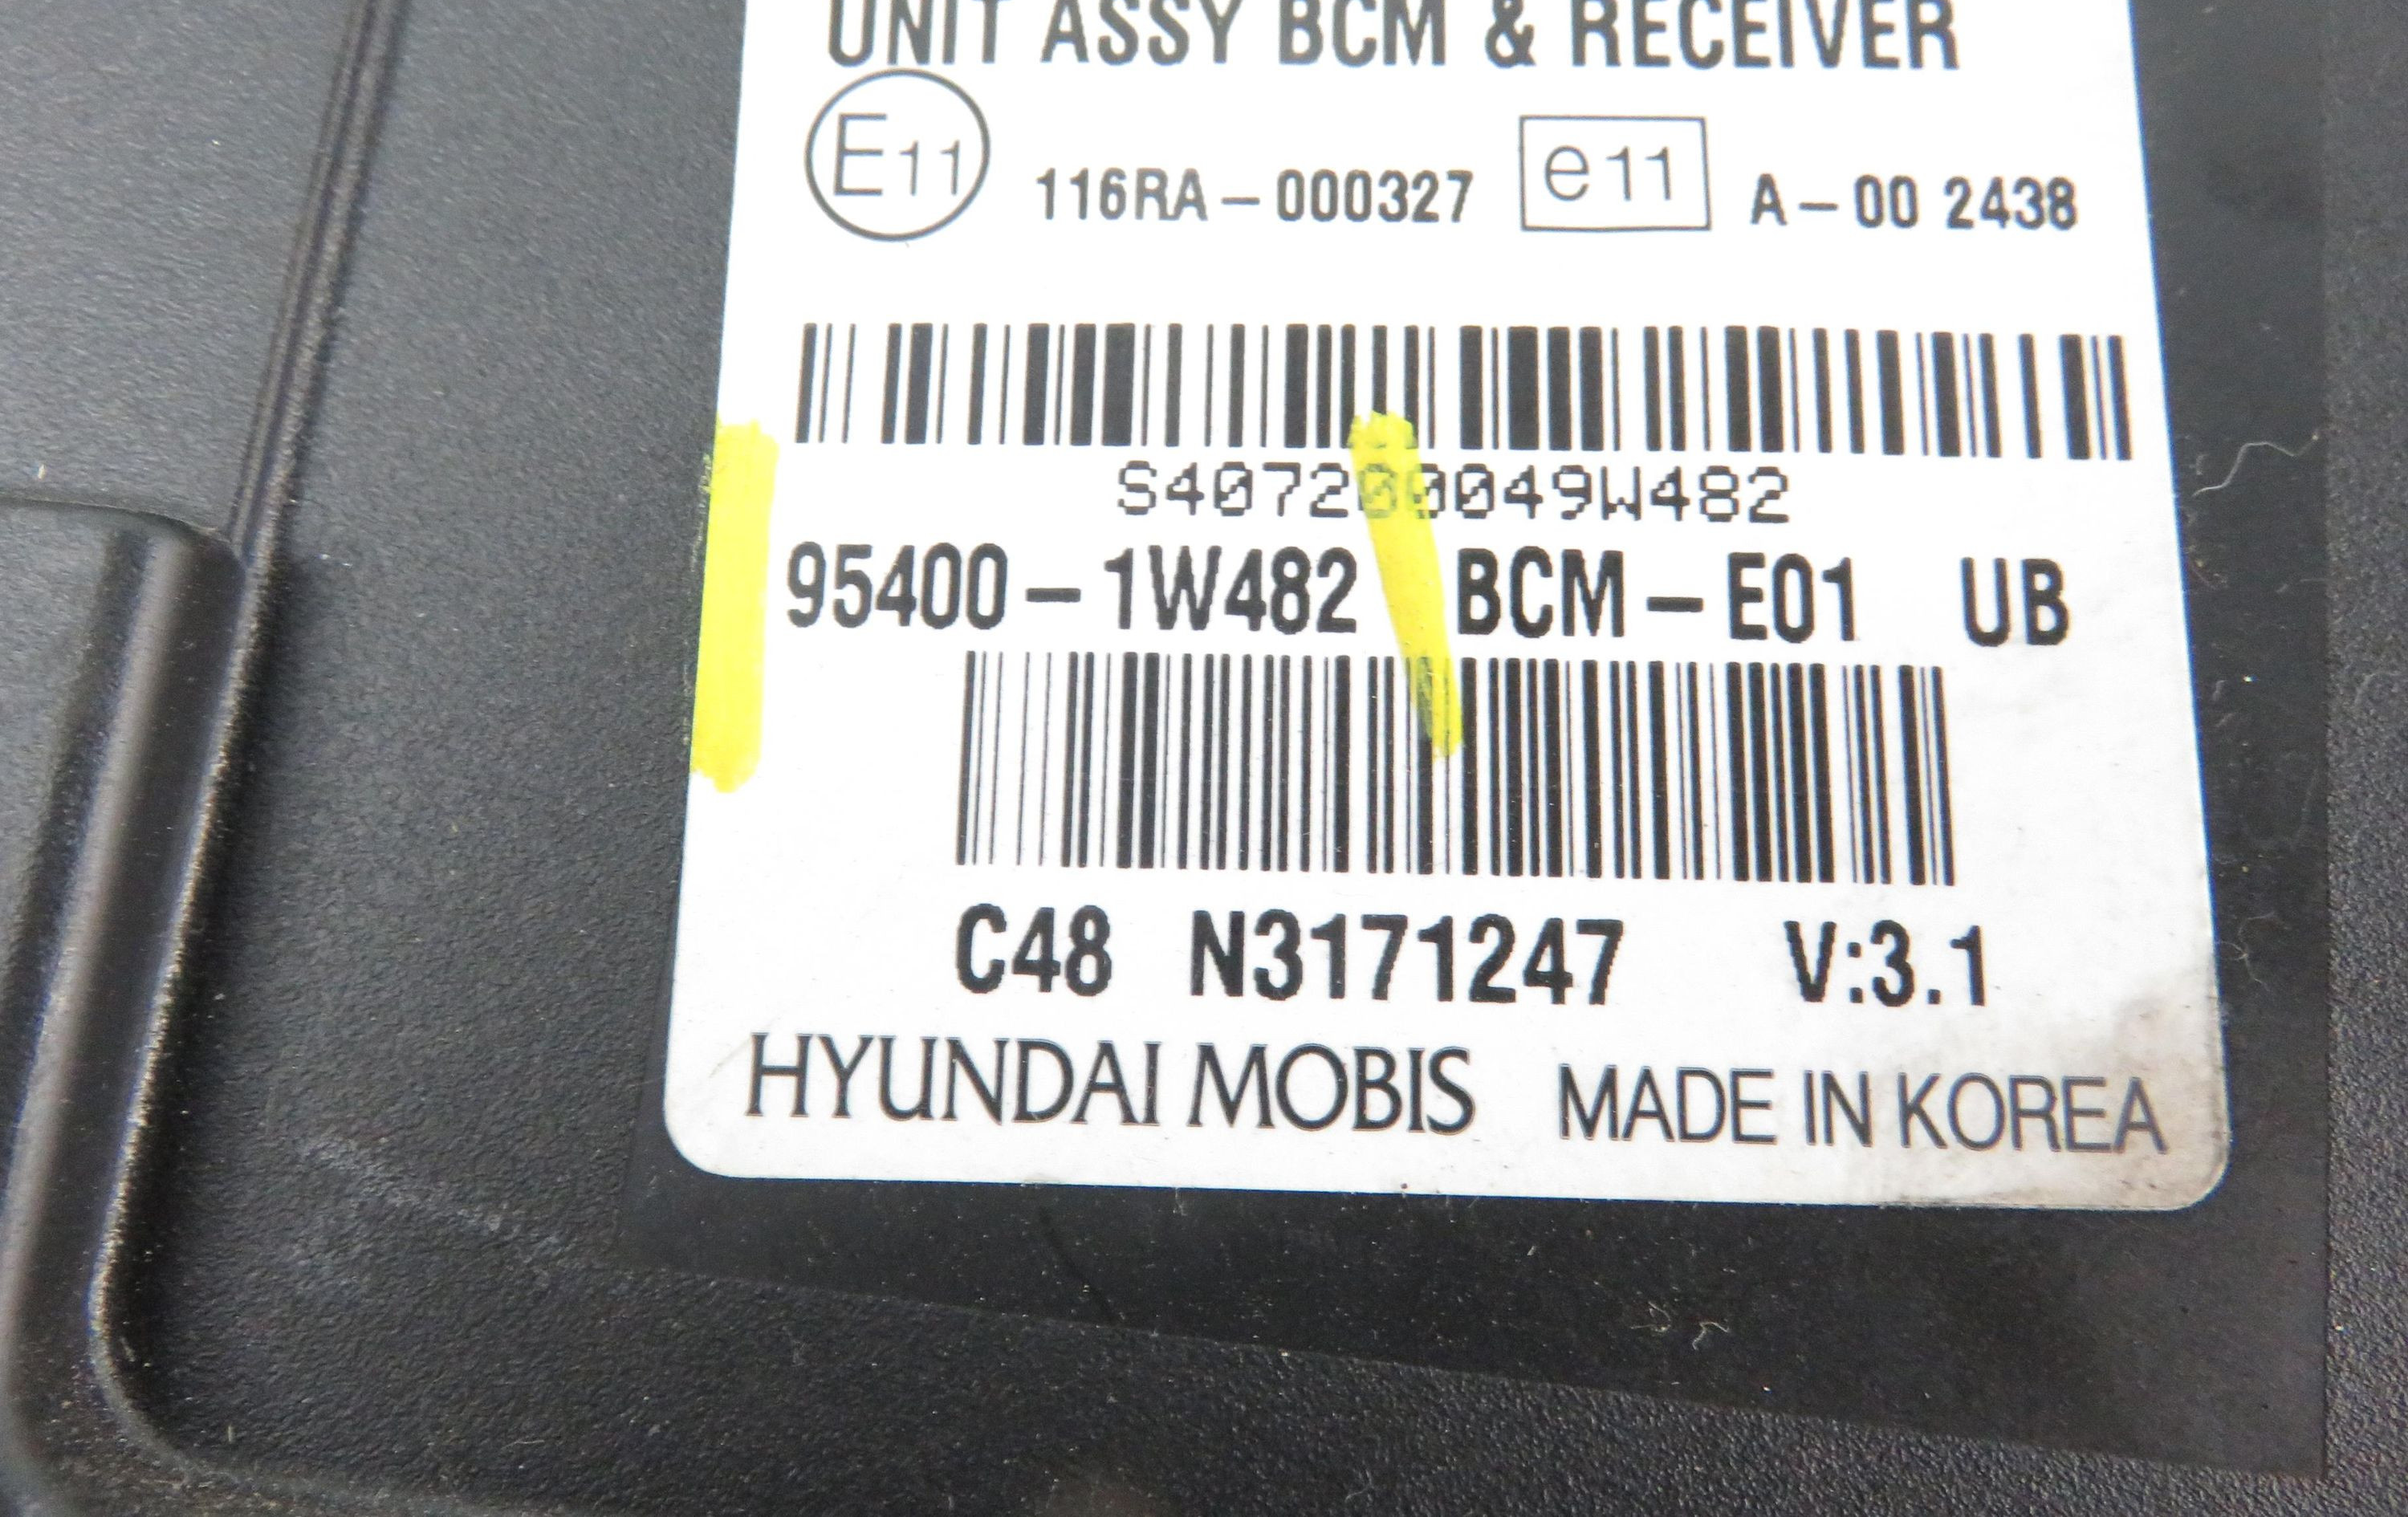 UNIT ASSY BCM & RECEIVER
E11 116RA-000327 e11 A-00 2438
S407200049W482
95400-1W482 BCM-E01 UB
C48 N3171247 V:3.1
HYUNDAI MOBIS MADE IN KOREA